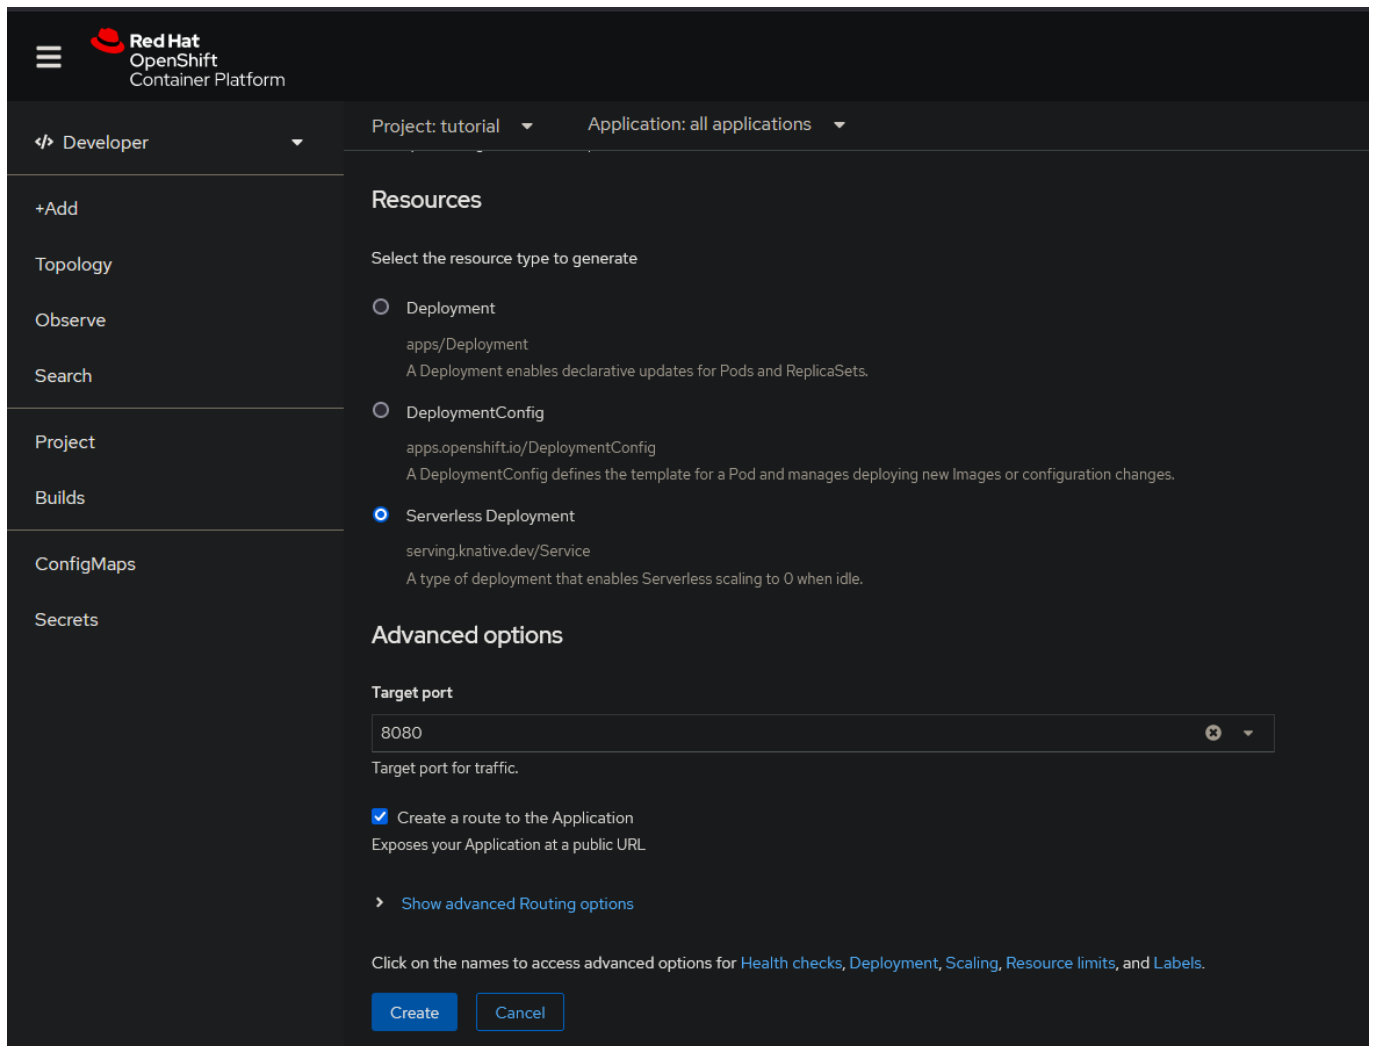 Red Hat
OpenShift
Container Platform
Developer
+Add
Topology
Observe
Search
Project
Builds
ConfigMaps
Secrets
Project: tutorial
Application: all applications
Resources
Select the resource type to generate
Deployment
apps/Deployment
A Deployment enables declarative updates for Pods and ReplicaSets.
DeploymentConfig
apps.openshift.io/DeploymentConfig
A DeploymentConfig defines the template for a Pod and manages deploying new Images or configuration changes.
Serverless Deployment
serving.knative.dev/Service
A type of deployment that enables Serverless scaling to 0 when idle.
Advanced options
Target port
8080
Target port for traffic.
Create a route to the Application
Exposes your Application at a public URL
Show advanced Routing options
Click on the names to access advanced options for Health checks, Deployment, Scaling, Resource limits, and Labels.
Create
Cancel